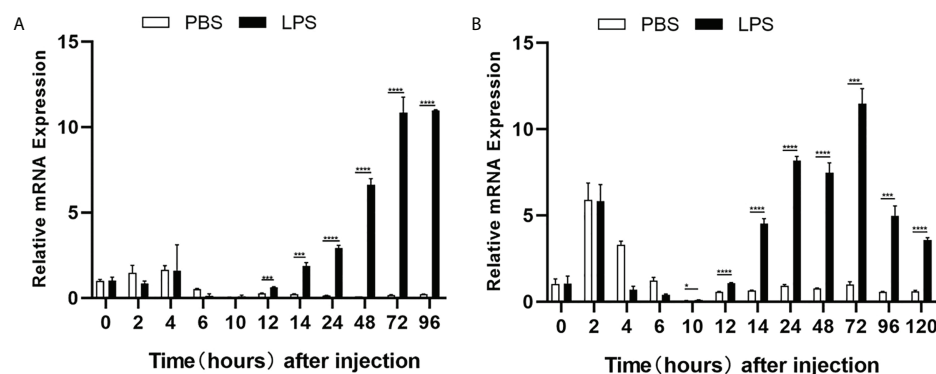 A
PBS LPS
15
10
5
0
Relative mRNA Expression
*** *** **** **** **** ****
0 2 4 6 10 12 14 24 48 72 96
Time(hours) after injection
B
PBS LPS
15
10
5
0
Relative mRNA Expression
* **** **** **** **** *** *** ****
0 2 4 6 10 12 14 24 48 72 96 120
Time(hours) after injection